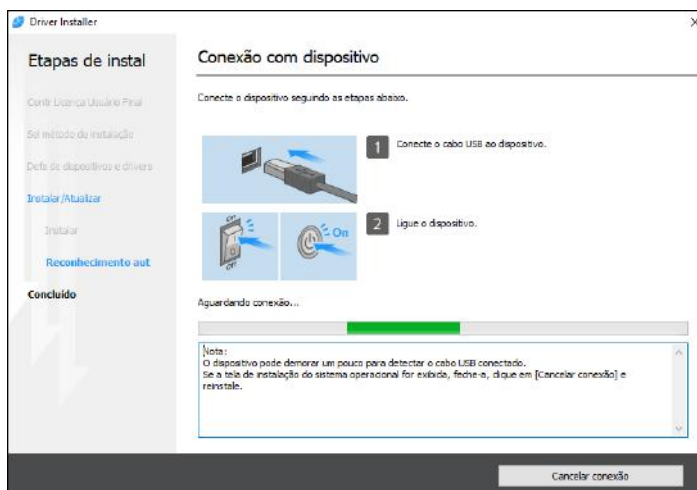 Driver Installer
Etapas de instal
Contr Licença Usuário Final
Sel método de instalação
Defs de dispositivos e drivers
Instalar/Atualizar
Instalar
Reconhecimento aut
Concluído
Conexão com dispositivo
Conecte o dispositivo seguindo as etapas abaixo.
1 Conecte o cabo USB ao dispositivo.
On
Off
On
2 Ligue o dispositivo.
Aguardando conexão...
Nota:
O dispositivo pode demorar um pouco para detectar o cabo USB conectado.
Se a tela de instalação do sistema operacional for exibida, feche-a, clique em [Cancelar conexão] e
reinstale.
Cancelar conexão